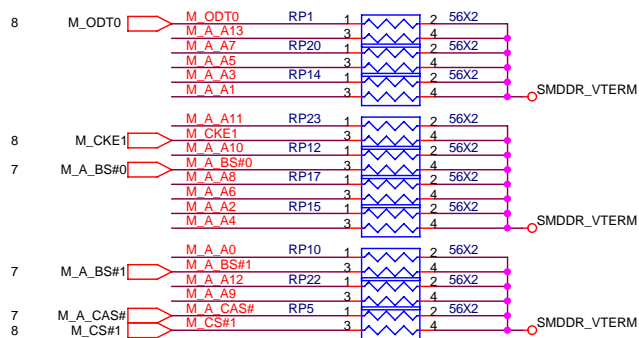 M_ODT0 RP1 1 2 56X2
8 M_ODT0
M_A_A13 3 4
M_A_A7 RP20 1 2 56X2
M_A_A5 3 4
M_A_A3 RP14 1 2 56X2
M_A_A1 3 4 SMDDR_VTERM
M_A_A11 RP23 1 2 56X2
8 M_CKE1 M_CKE1 3 4
M_A_A10 RP12 1 2 56X2
7 M_A_BS#0 M_A_BS#0 3 4
M_A_A8 RP17 1 2 56X2
M_A_A6 3 4
M_A_A2 RP15 1 2 56X2
M_A_A4 3 4 SMDDR_VTERM
M_A_A0 RP10 1 2 56X2
7 M_A_BS#1 M_A_BS#1 3 4
M_A_A12 RP22 1 2 56X2
M_A_A9 3 4
7 M_A_CAS# M_A_CAS# RP5 1 2 56X2
8 M_CS#1 M_CS#1 3 4 SMDDR_VTERM